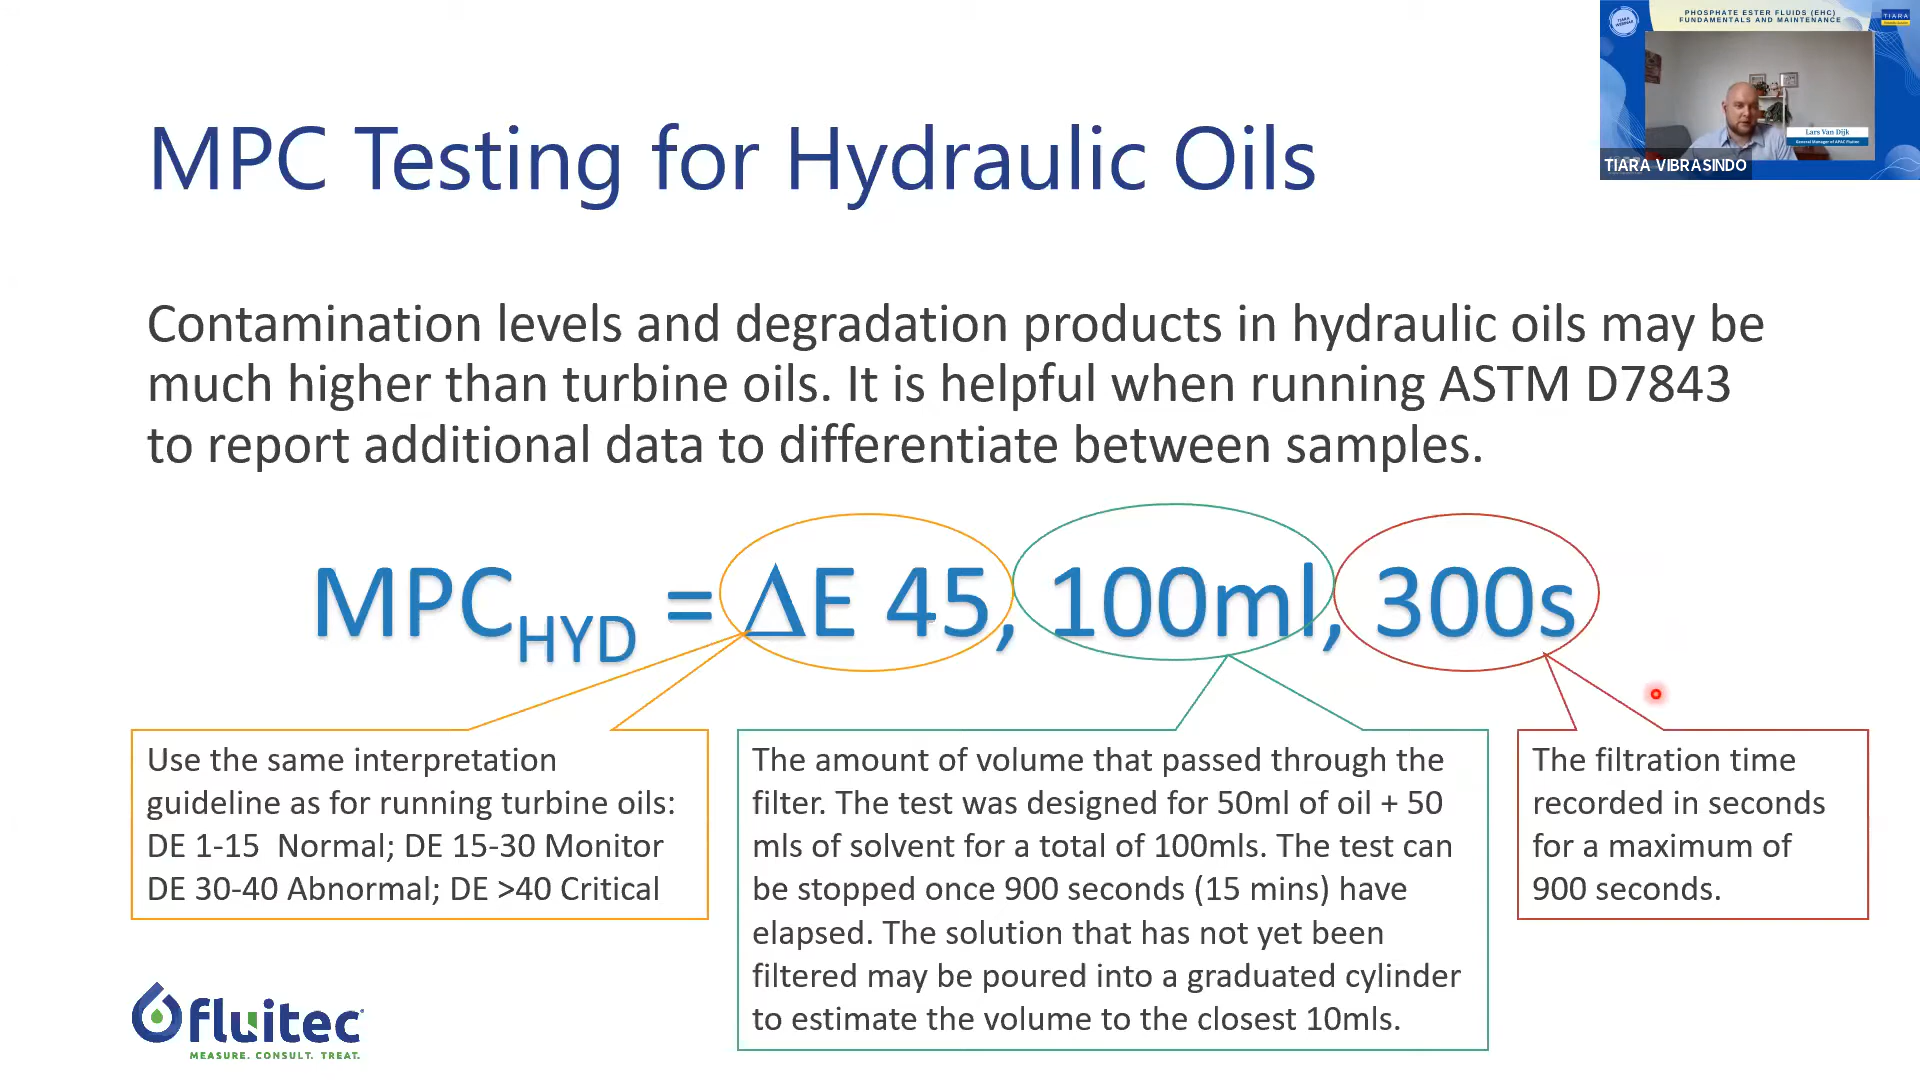 PHOSPHATE ESTER FLUIDS (EHC)
FUNDAMENTALS AND MAINTENANCE
TIARA
WEBINAR
TIARA
Lars Van Dijk
General Manager of APAC Fluitec
TIARA VIBRASINDO
MPC Testing for Hydraulic Oils
Contamination levels and degradation products in hydraulic oils may be
much higher than turbine oils. It is helpful when running ASTM D7843
to report additional data to differentiate between samples.
MPCHYD = ΔE 45, 100ml, 300s
Use the same interpretation
guideline as for running turbine oils:
DE 1-15  Normal; DE 15-30 Monitor
DE 30-40 Abnormal; DE >40 Critical
The amount of volume that passed through the
filter. The test was designed for 50ml of oil + 50
mls of solvent for a total of 100mls. The test can
be stopped once 900 seconds (15 mins) have
elapsed. The solution that has not yet been
filtered may be poured into a graduated cylinder
to estimate the volume to the closest 10mls.
The filtration time
recorded in seconds
for a maximum of
900 seconds.
fluitec
MEASURE. CONSULT. TREAT.